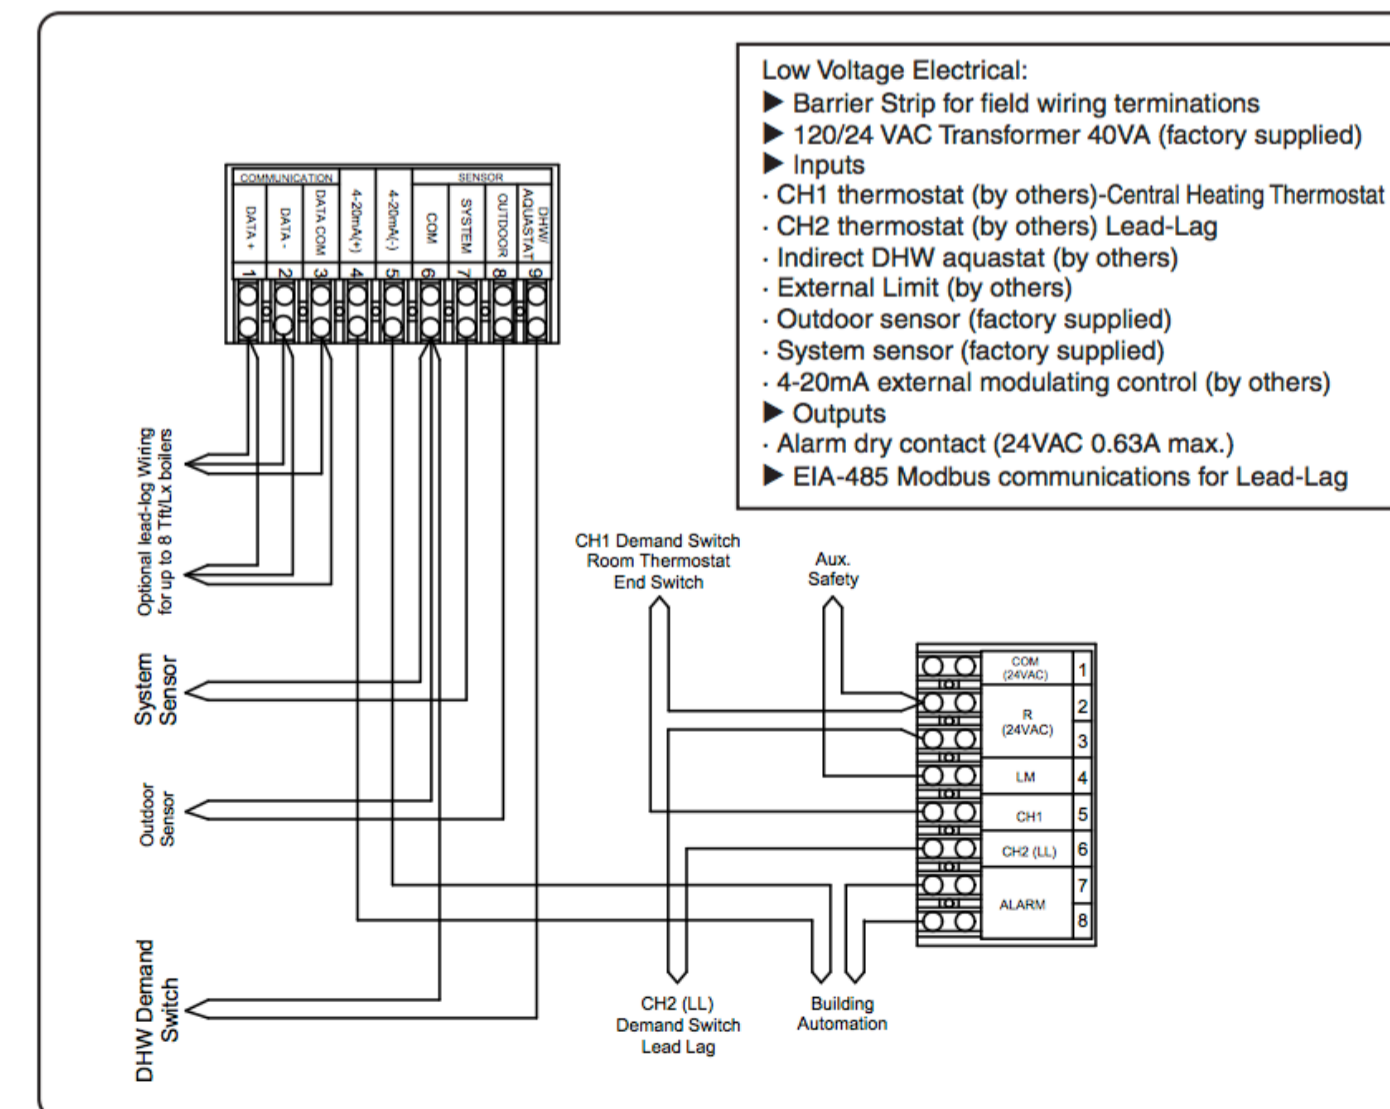 Low Voltage Electrical:
▶ Barrier Strip for field wiring terminations
▶ 120/24 VAC Transformer 40VA (factory supplied)
▶ Inputs
· CH1 thermostat (by others)-Central Heating Thermostat
· CH2 thermostat (by others) Lead-Lag
· Indirect DHW aquastat (by others)
· External Limit (by others)
· Outdoor sensor (factory supplied)
· System sensor (factory supplied)
· 4-20mA external modulating control (by others)
▶ Outputs
· Alarm dry contact (24VAC 0.63A max.)
▶ EIA-485 Modbus communications for Lead-Lag
COMMUNICATION
SENSOR
DATA +
DATA -
DATA COM
4-20mA(+)
4-20mA(-)
COM
SYSTEM
OUTDOOR
DHW/
AQUASTAT
1
2
3
4
5
6
7
8
9
Optional lead-log Wiring
for up to 8 Tft/Lx boilers
System
Sensor
Outdoor
Sensor
DHW Demand
Switch
CH1 Demand Switch
Room Thermostat
End Switch
Aux.
Safety
COM
(24VAC)
1
R
(24VAC)
2
3
LM
4
CH1
5
CH2 (LL)
6
ALARM
7
8
CH2 (LL)
Demand Switch
Lead Lag
Building
Automation